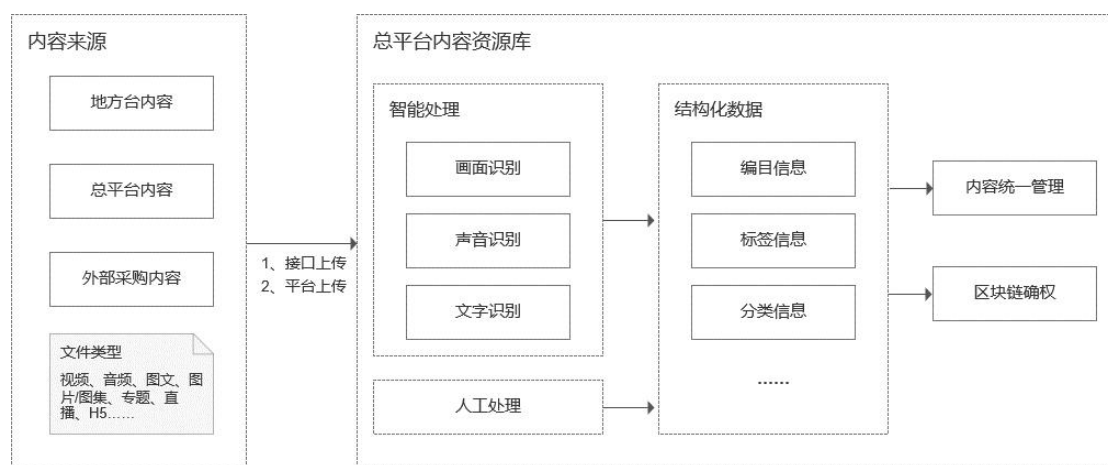 内容来源
地方台内容
总平台内容
外部采购内容
文件类型
视频、音频、图文、图
片/图集、专题、直
播、H5……
1、接口上传
2、平台上传
总平台内容资源库
智能处理
画面识别
声音识别
文字识别
人工处理
结构化数据
编目信息
标签信息
分类信息
……
内容统一管理
区块链确权